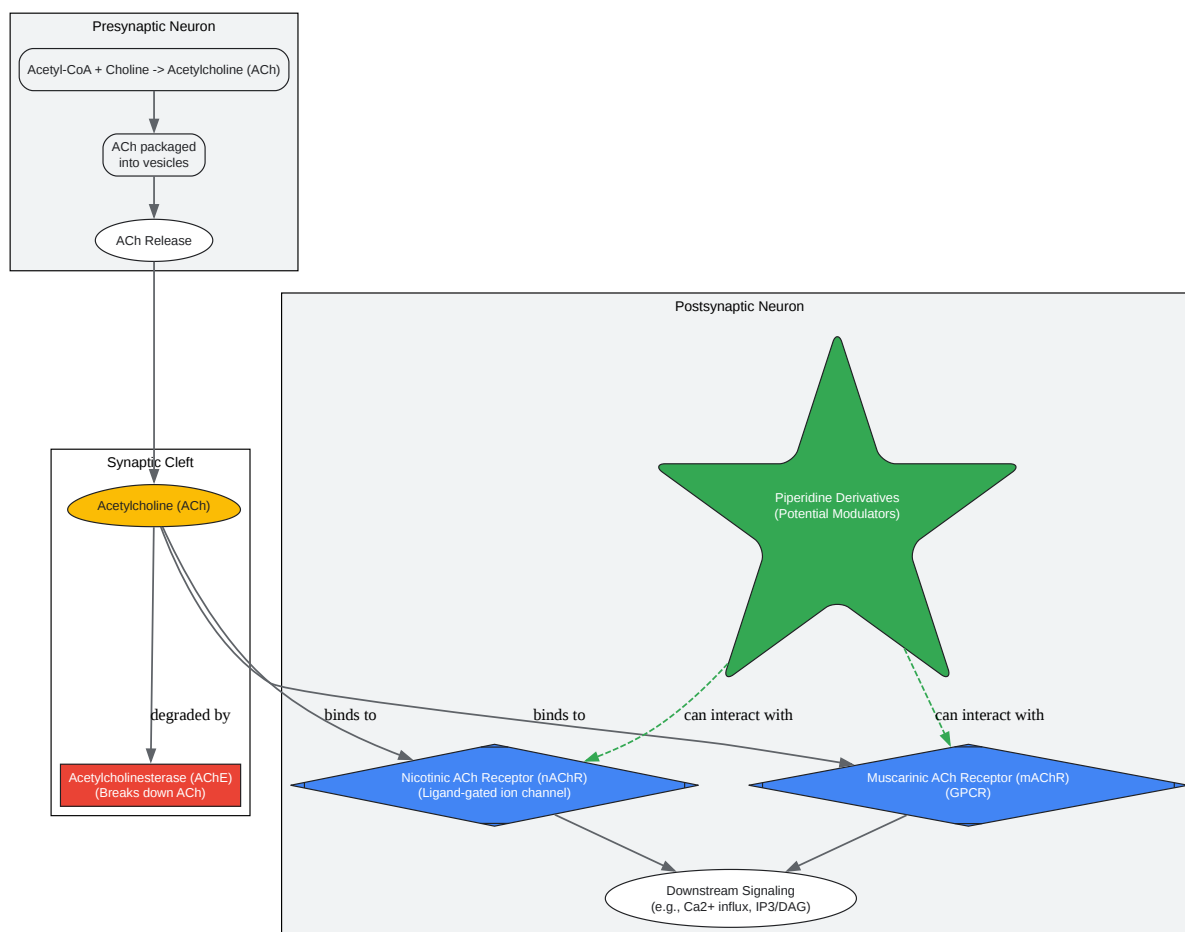 Presynaptic Neuron
Acetyl-CoA + Choline -> Acetylcholine (ACh)
ACh packaged
into vesicles
ACh Release
Postsynaptic Neuron
Synaptic Cleft
Acetylcholine (ACh)
Piperidine Derivatives
(Potential Modulators)
degraded by
binds to
binds to
can interact with
can interact with
Acetylcholinesterase (AChE)
(Breaks down ACh)
Nicotinic ACh Receptor (nAChR)
(Ligand-gated ion channel)
Muscarinic ACh Receptor (mAChR)
(GPCR)
Downstream Signaling
(e.g., Ca2+ influx, IP3/DAG)